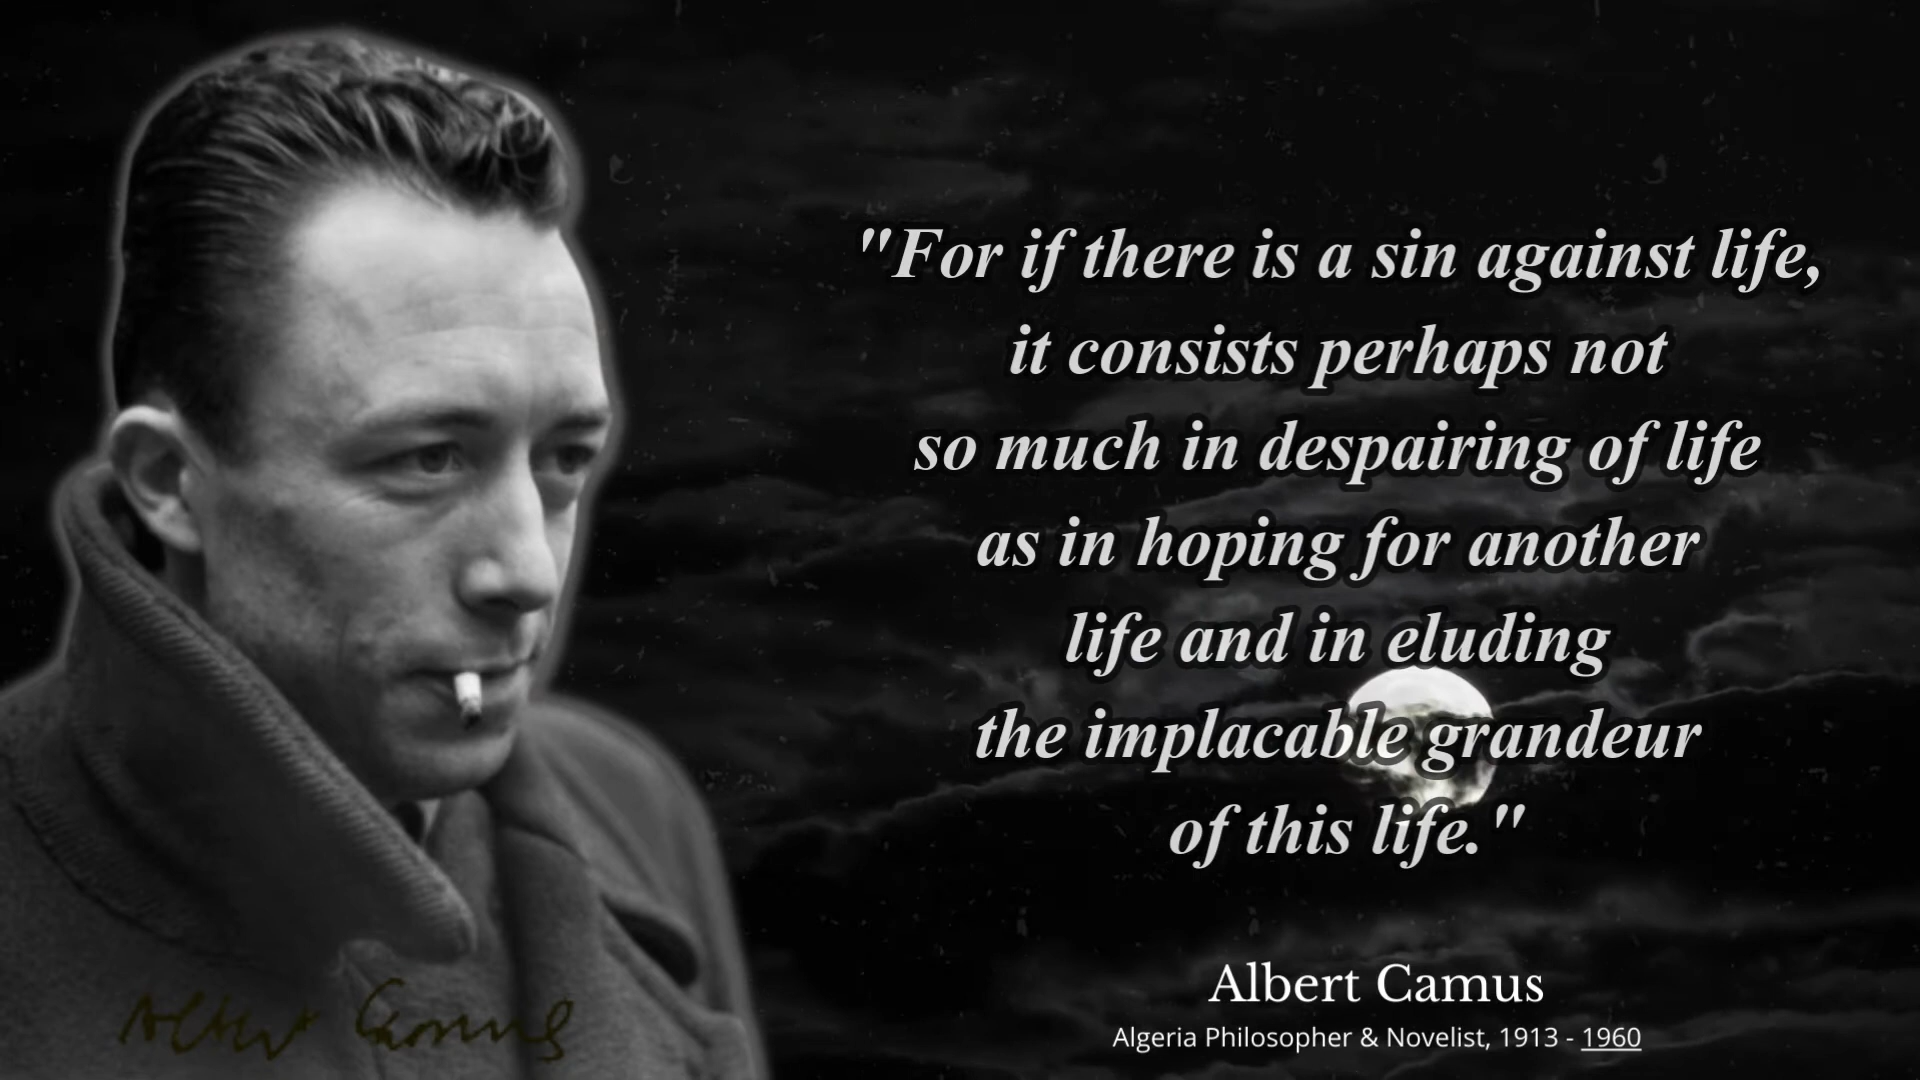 "For if there is a sin against life,
it consists perhaps not
so much in despairing of life
as in hoping for another
life and in eluding
the implacable grandeur
of this life."
Albert Camus
Algeria Philosopher & Novelist, 1913 - 1960
Albert Camus